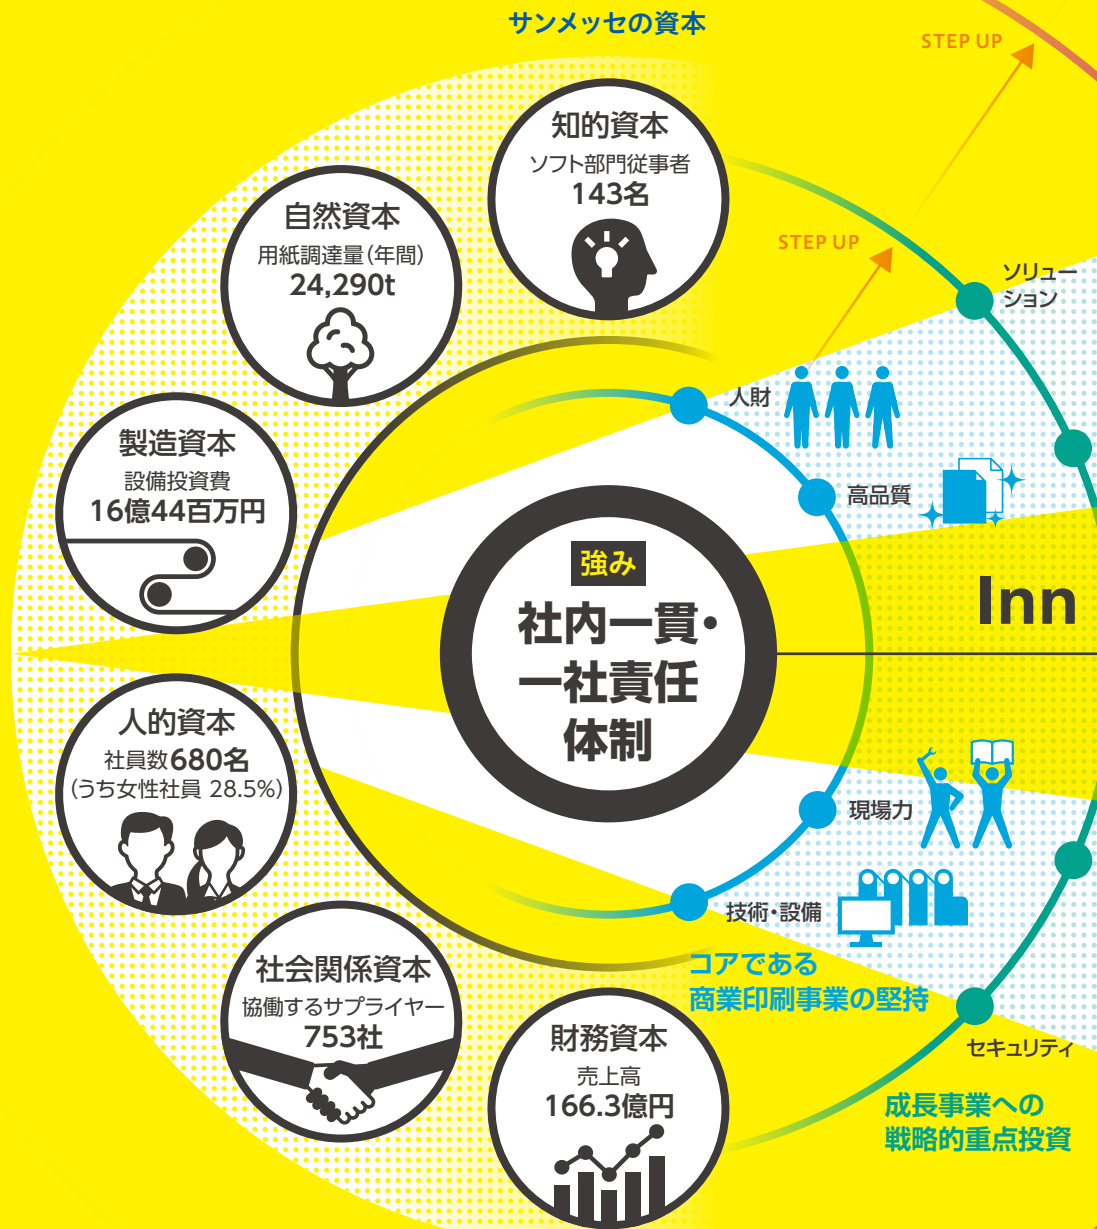 サンメッセの資本
STEP UP
知的資本
ソフト部門従事者
143名
自然資本
用紙調達量(年間)
24,290t
STEP UP
ソリュー
ション
人財
製造資本
設備投資費
16億44百万円
高品質
強み
社内一貫・
一社責任
体制
Inn
人的資本
社員数680名
(うち女性社員 28.5%)
現場力
技術・設備
社会関係資本
協働するサプライヤー
753社
コアである
商業印刷事業の堅持
財務資本
売上高
166.3億円
セキュリティ
成長事業への
戦略的重点投資